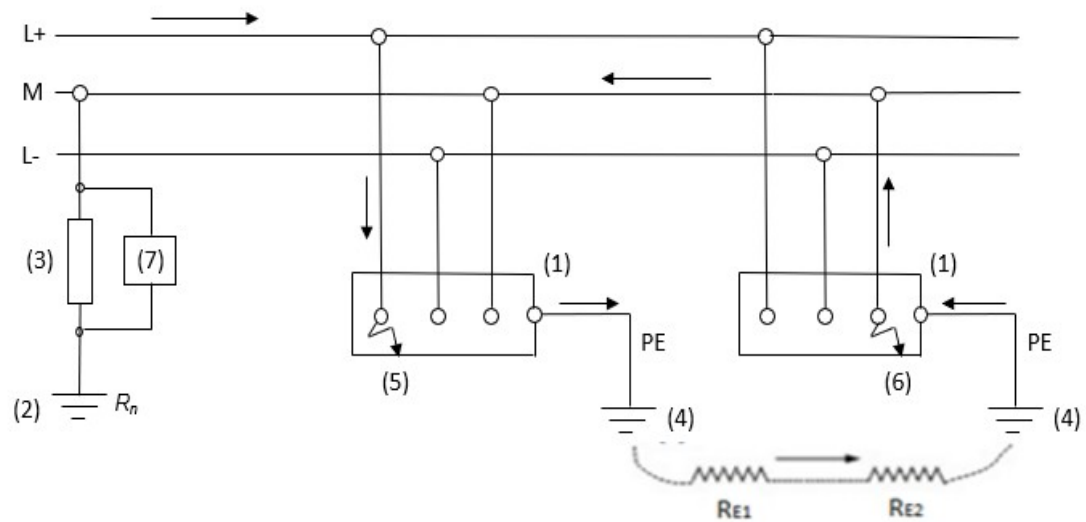 L+
M
L-
(3)
(7)
(1)
(1)
PE
PE
(5)
(6)
(2)
Rn
(4)
(4)
RE1
RE2